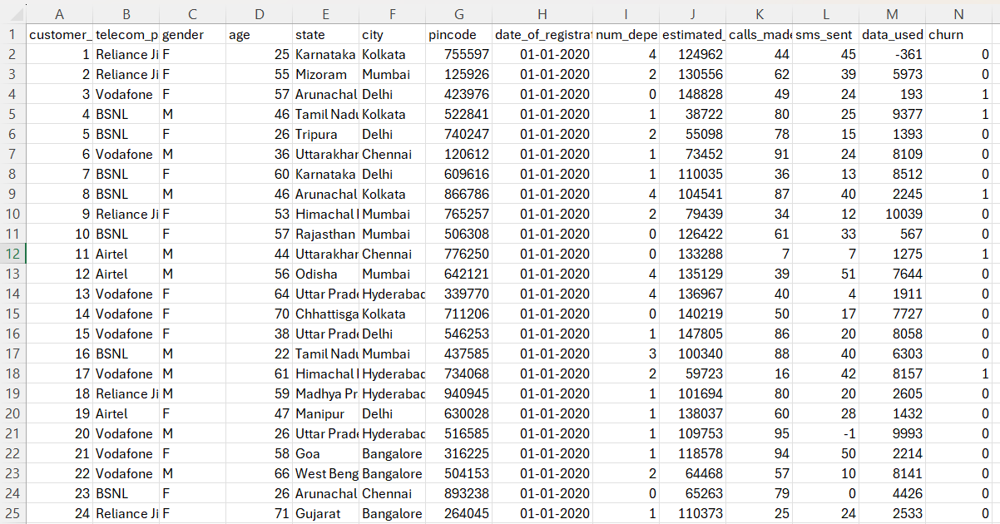 A B C D E F G H I J K L M N
1 customer_ telecom_p gender age state city pincode date_of_registrat num_depe estimated_ calls_made sms_sent data_used churn
2 1 Reliance Ji F 25 Karnataka Kolkata 755597 01-01-2020 4 124962 44 45 -361 0
3 2 Reliance Ji F 55 Mizoram Mumbai 125926 01-01-2020 2 130556 62 39 5973 0
4 3 Vodafone F 57 Arunachal Delhi 423976 01-01-2020 0 148828 49 24 193 1
5 4 BSNL M 46 Tamil Nadu Kolkata 522841 01-01-2020 1 38722 80 25 9377 1
6 5 BSNL F 26 Tripura Delhi 740247 01-01-2020 2 55098 78 15 1393 0
7 6 Vodafone M 36 Uttarakhar Chennai 120612 01-01-2020 1 73452 91 24 8109 0
8 7 BSNL F 60 Karnataka Delhi 609616 01-01-2020 1 110035 36 13 8512 0
9 8 BSNL M 46 Arunachal Kolkata 866786 01-01-2020 4 104541 87 40 2245 1
10 9 Reliance Ji F 53 Himachal Mumbai 765257 01-01-2020 2 79439 34 12 10039 0
11 10 BSNL F 57 Rajasthan Mumbai 506308 01-01-2020 0 126422 61 33 567 0
12 11 Airtel M 44 Uttarakhar Chennai 776250 01-01-2020 0 133288 7 7 1275 1
13 12 Airtel M 56 Odisha Mumbai 642121 01-01-2020 4 135129 39 51 7644 0
14 13 Vodafone F 64 Uttar Prade Hyderabad 339770 01-01-2020 4 136967 40 4 1911 0
15 14 Vodafone F 70 Chhattisga Kolkata 711206 01-01-2020 0 140219 50 17 7727 0
16 15 Vodafone F 38 Uttar Prade Delhi 546253 01-01-2020 1 147805 86 20 8058 0
17 16 BSNL M 22 Tamil Nadu Mumbai 437585 01-01-2020 3 100340 88 40 6303 0
18 17 Vodafone M 61 Himachal Hyderabad 734068 01-01-2020 2 59723 16 42 8157 1
19 18 Reliance Ji M 59 Madhya Pr Hyderabad 940945 01-01-2020 1 101694 80 20 2605 0
20 19 Airtel F 47 Manipur Delhi 630028 01-01-2020 1 138037 60 28 1432 0
21 20 Vodafone M 26 Uttar Prade Hyderabad 516585 01-01-2020 1 109753 95 -1 9993 0
22 21 Vodafone F 58 Goa Bangalore 316225 01-01-2020 1 118578 94 50 2214 0
23 22 Vodafone M 66 West Beng Bangalore 504153 01-01-2020 2 64468 57 10 8141 0
24 23 BSNL F 26 Arunachal Chennai 893238 01-01-2020 0 65263 79 0 4426 0
25 24 Reliance Ji F 71 Gujarat Bangalore 264045 01-01-2020 1 110373 25 24 2533 0